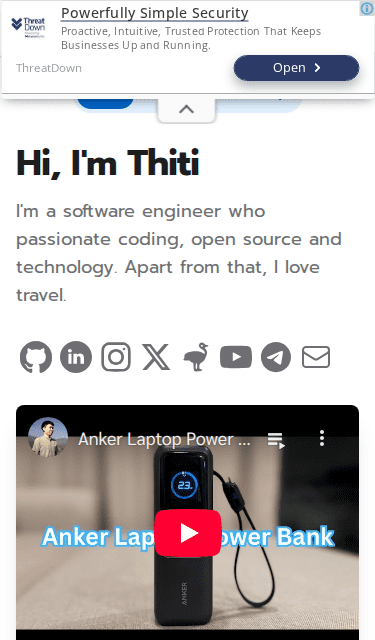 Powerfully Simple Security
Threat
Down
Proactive, Intuitive, Trusted Protection That Keeps
Businesses Up and Running.
ThreatDown
Open
Hi, I'm Thiti
I'm a software engineer who
passionate coding, open source and
technology. Apart from that, I love
travel.
Anker Laptop Power ...
23
Anker Lap Power Bank
ANKER